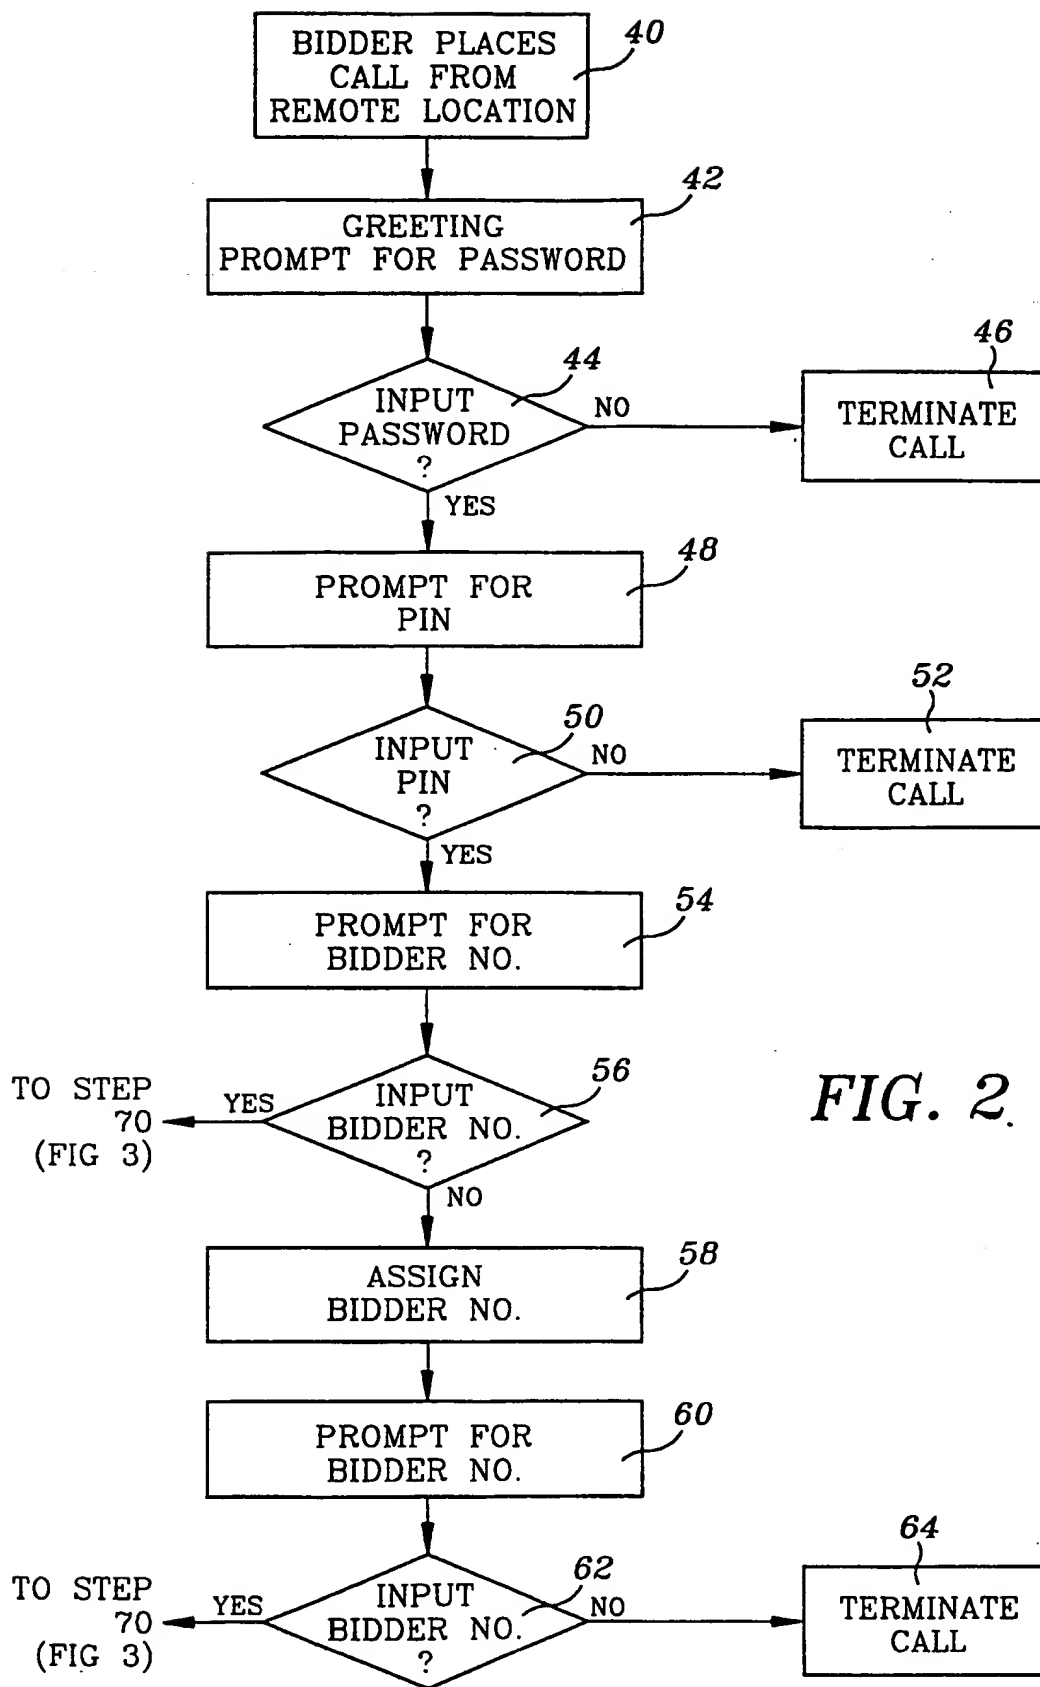 BIDDER PLACES
CALL FROM
REMOTE LOCATION
40
GREETING
PROMPT FOR PASSWORD
42
INPUT
PASSWORD
?
44
NO
TERMINATE
CALL
46
YES
PROMPT FOR
PIN
48
INPUT
PIN
?
50
NO
TERMINATE
CALL
52
YES
PROMPT FOR
BIDDER NO.
54
INPUT
BIDDER NO.
?
56
YES
TO STEP
70
(FIG 3)
NO
FIG. 2.
ASSIGN
BIDDER NO.
58
PROMPT FOR
BIDDER NO.
60
INPUT
BIDDER NO.
?
62
YES
TO STEP
70
(FIG 3)
NO
TERMINATE
CALL
64